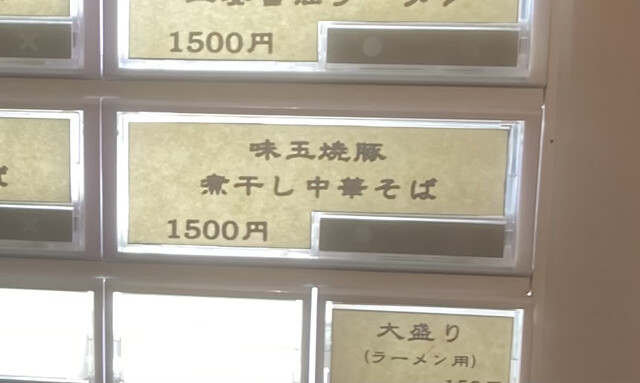 1500円
味玉焼豚
煮干し中華そば
1500円
大盛り
(ラーメン用)